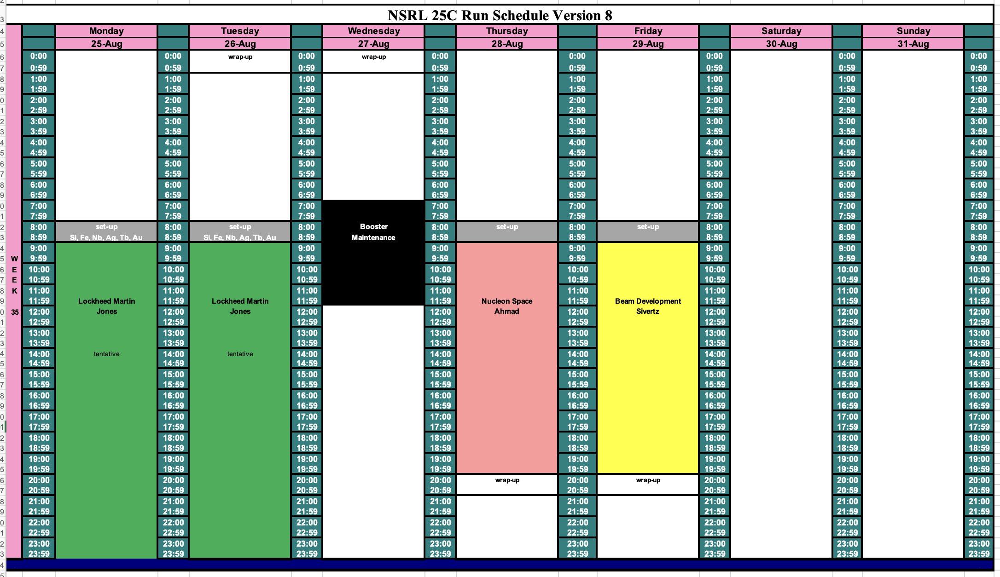 NSRL 25C Run Schedule Version 8
Monday Tuesday Wednesday Thursday Friday Saturday Sunday
25-Aug 26-Aug 27-Aug 28-Aug 29-Aug 30-Aug 31-Aug
0:00 0:00 wrap-up 0:00 wrap-up 0:00 0:00 0:00 0:00 0:00
0:59 0:59 0:59 0:59 0:59 0:59 0:59 0:59
1:00 1:00 1:00 1:00 1:00 1:00 1:00 1:00
1:59 1:59 1:59 1:59 1:59 1:59 1:59 1:59
2:00 2:00 2:00 2:00 2:00 2:00 2:00 2:00
2:59 2:59 2:59 2:59 2:59 2:59 2:59 2:59
3:00 3:00 3:00 3:00 3:00 3:00 3:00 3:00
3:59 3:59 3:59 3:59 3:59 3:59 3:59 3:59
4:00 4:00 4:00 4:00 4:00 4:00 4:00 4:00
4:59 4:59 4:59 4:59 4:59 4:59 4:59 4:59
5:00 5:00 5:00 5:00 5:00 5:00 5:00 5:00
5:59 5:59 5:59 5:59 5:59 5:59 5:59 5:59
6:00 6:00 6:00 6:00 6:00 6:00 6:00 6:00
6:59 6:59 6:59 6:59 6:59 6:59 6:59 6:59
7:00 7:00 7:00 7:00 7:00 7:00 7:00 7:00
7:59 7:59 7:59 7:59 7:59 7:59 7:59 7:59
8:00 set-up 8:00 set-up 8:00 Booster 8:00 set-up 8:00 set-up 8:00 8:00 8:00
8:59 Si, Fe, Nb, Ag, Tb, Au 8:59 Si, Fe, Nb, Ag, Tb, Au 8:59 Maintenance 8:59 8:59 8:59 8:59 8:59
9:00 9:00 9:00 9:00 9:00 9:00 9:00 9:00
W 9:59 9:59 9:59 9:59 9:59 9:59 9:59 9:59
E 10:00 10:00 10:00 10:00 10:00 10:00 10:00 10:00
E 10:59 10:59 10:59 10:59 10:59 10:59 10:59 10:59
K 11:00 11:00 11:00 11:00 11:00 11:00 11:00 11:00
11:59 Lockheed Martin 11:59 Lockheed Martin 11:59 11:59 Nucleon Space 11:59 Beam Development 11:59 11:59 11:59
35 12:00 Jones 12:00 Jones 12:00 12:00 Ahmad 12:00 Sivertz 12:00 12:00 12:00
12:59 12:59 12:59 12:59 12:59 12:59 12:59 12:59
13:00 13:00 13:00 13:00 13:00 13:00 13:00 13:00
13:59 13:59 13:59 13:59 13:59 13:59 13:59 13:59
14:00 tentative 14:00 tentative 14:00 14:00 14:00 14:00 14:00 14:00
14:59 14:59 14:59 14:59 14:59 14:59 14:59 14:59
15:00 15:00 15:00 15:00 15:00 15:00 15:00 15:00
15:59 15:59 15:59 15:59 15:59 15:59 15:59 15:59
16:00 16:00 16:00 16:00 16:00 16:00 16:00 16:00
16:59 16:59 16:59 16:59 16:59 16:59 16:59 16:59
17:00 17:00 17:00 17:00 17:00 17:00 17:00 17:00
17:59 17:59 17:59 17:59 17:59 17:59 17:59 17:59
18:00 18:00 18:00 18:00 18:00 18:00 18:00 18:00
18:59 18:59 18:59 18:59 18:59 18:59 18:59 18:59
19:00 19:00 19:00 19:00 19:00 19:00 19:00 19:00
19:59 19:59 19:59 19:59 19:59 19:59 19:59 19:59
20:00 20:00 20:00 20:00 wrap-up 20:00 wrap-up 20:00 20:00 20:00
20:59 20:59 20:59 20:59 20:59 20:59 20:59 20:59
21:00 21:00 21:00 21:00 21:00 21:00 21:00 21:00
21:59 21:59 21:59 21:59 21:59 21:59 21:59 21:59
22:00 22:00 22:00 22:00 22:00 22:00 22:00 22:00
22:59 22:59 22:59 22:59 22:59 22:59 22:59 22:59
23:00 23:00 23:00 23:00 23:00 23:00 23:00 23:00
23:59 23:59 23:59 23:59 23:59 23:59 23:59 23:59